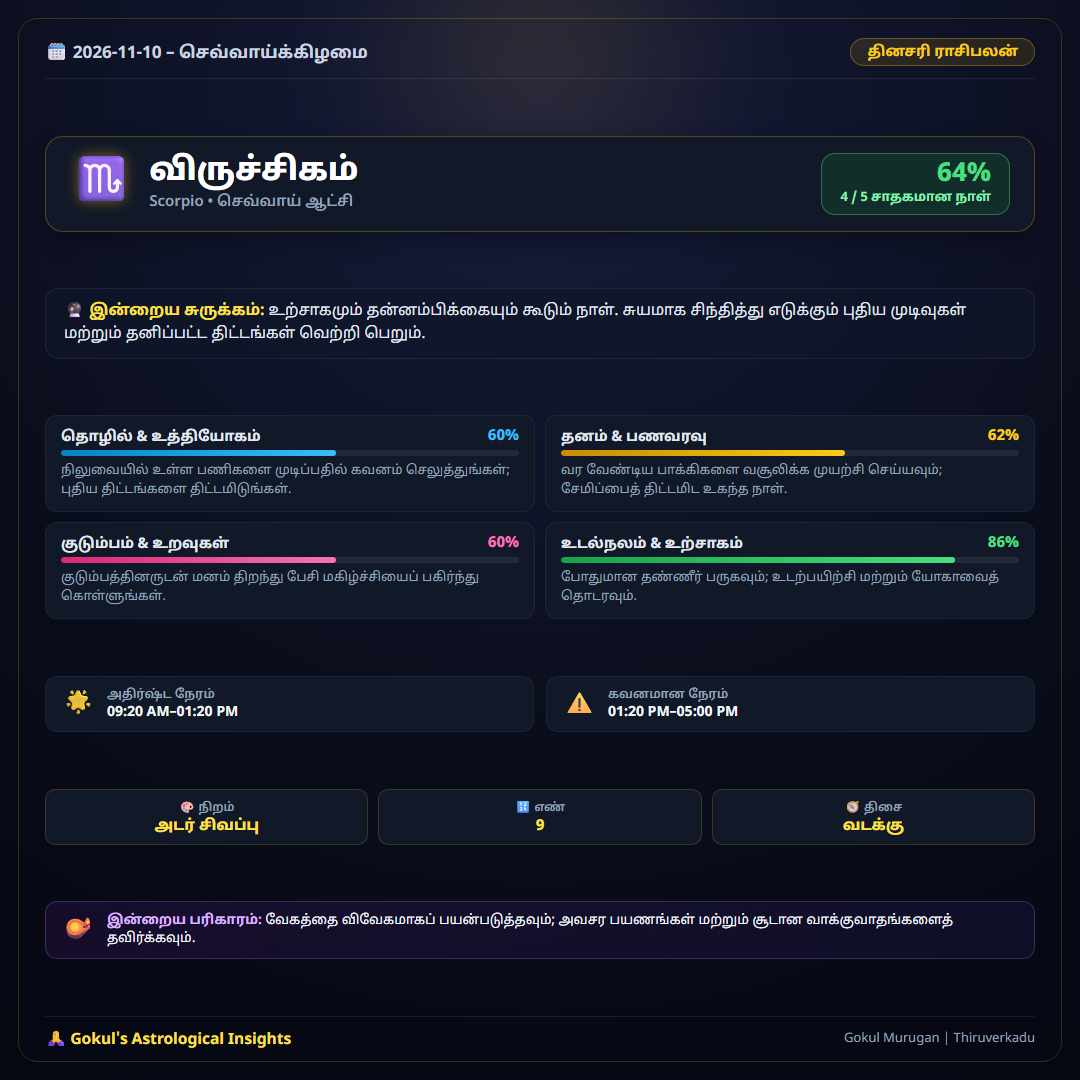 2026-11-10 – செவ்வாய்க்கிழமை
தினசரி ராசிபலன்
விருச்சிகம்
Scorpio • செவ்வாய் ஆட்சி
64%
4 / 5 சாதகமான நாள்
இன்றைய சுருக்கம்: உற்சாகமும் தன்னம்பிக்கையும் கூடும் நாள். சுயமாக சிந்தித்து எடுக்கும் புதிய முடிவுகள்
மற்றும் தனிப்பட்ட திட்டங்கள் வெற்றி பெறும்.
தொழில் & உத்தியோகம்
60%
நிலுவையில் உள்ள பணிகளை முடிப்பதில் கவனம் செலுத்துங்கள்;
புதிய திட்டங்களை திட்டமிடுங்கள்.
தனம் & பணவரவு
62%
வர வேண்டிய பாக்கிகளை வசூலிக்க முயற்சி செய்யவும்;
சேமிப்பைத் திட்டமிட உகந்த நாள்.
குடும்பம் & உறவுகள்
60%
குடும்பத்தினருடன் மனம் திறந்து பேசி மகிழ்ச்சியைப் பகிர்ந்து
கொள்ளுங்கள்.
உடல்நலம் & உற்சாகம்
86%
போதுமான தண்ணீர் பருகவும்; உடற்பயிற்சி மற்றும் யோகாவைத்
தொடரவும்.
அதிர்ஷ்ட நேரம்
09:20 AM–01:20 PM
கவனமான நேரம்
01:20 PM–05:00 PM
நிறம்
அடர் சிவப்பு
எண்
9
திசை
வடக்கு
இன்றைய பரிகாரம்: வேகத்தை விவேகமாகப் பயன்படுத்தவும்; அவசர பயணங்கள் மற்றும் சூடான வாக்குவாதங்களைத்
தவிர்க்கவும்.
Gokul's Astrological Insights
Gokul Murugan | Thiruverkadu